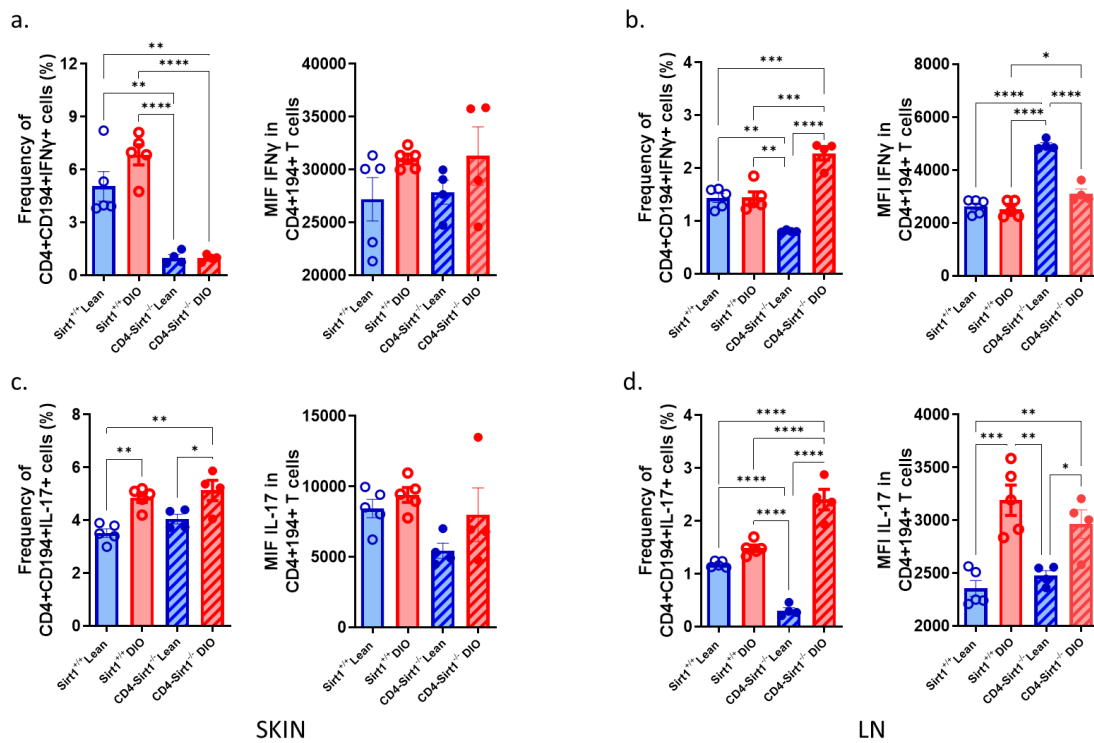 a.
Frequency of
CD4+CD194+IFNγ+ cells (%)
9
6
3
0
**
****
**
****
Sirt1+/+ Lean
Sirt1+/+ DIO
CD4-Sirt1-/- Lean
CD4-Sirt1-/- DIO
MIF IFNγ in
CD4+194+ T cells
40000
35000
30000
25000
20000
Sirt1+/+ Lean
Sirt1+/+ DIO
CD4-Sirt1-/- Lean
CD4-Sirt1-/- DIO
b.
Frequency of
CD4+CD194+IFNγ+ cells (%)
4
3
2
1
0
***
***
**
****
**
Sirt1+/+ Lean
Sirt1+/+ DIO
CD4-Sirt1-/- Lean
CD4-Sirt1-/- DIO
MFI IFNγ in
CD4+194+ T cells
8000
6000
4000
2000
0
*
****
****
****
Sirt1+/+ Lean
Sirt1+/+ DIO
CD4-Sirt1-/- Lean
CD4-Sirt1-/- DIO
c.
Frequency of
CD4+CD194+IL-17+ cells (%)
8
6
4
2
0
**
**
*
Sirt1+/+ Lean
Sirt1+/+ DIO
CD4-Sirt1-/- Lean
CD4-Sirt1-/- DIO
MIF IL-17 in
CD4+194+ T cells
15000
10000
5000
0
Sirt1+/+ Lean
Sirt1+/+ DIO
CD4-Sirt1-/- Lean
CD4-Sirt1-/- DIO
d.
Frequency of
CD4+CD194+IL-17+ cells (%)
4
3
2
1
0
****
****
****
****
****
Sirt1+/+ Lean
Sirt1+/+ DIO
CD4-Sirt1-/- Lean
CD4-Sirt1-/- DIO
MFI IL-17 in
CD4+194+ T cells
4000
3500
3000
2500
2000
**
***
**
*
Sirt1+/+ Lean
Sirt1+/+ DIO
CD4-Sirt1-/- Lean
CD4-Sirt1-/- DIO
SKIN
LN